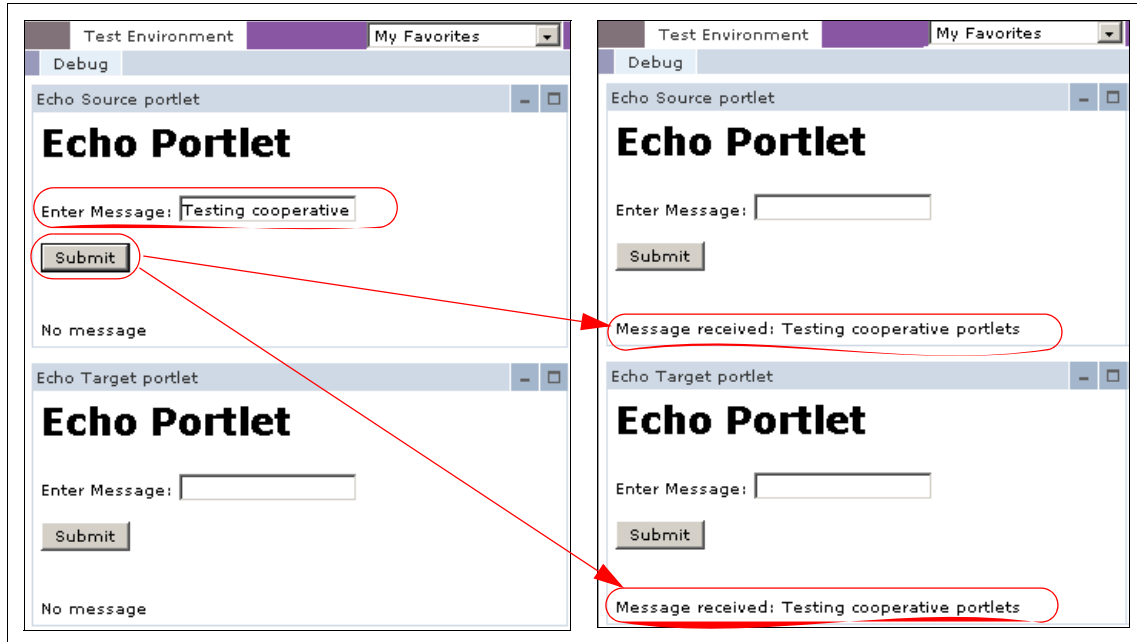 Test Environment
My Favorites
Debug
Echo Source portlet
Echo Portlet
Enter Message: Testing cooperative
Submit
No message
Echo Target portlet
Echo Portlet
Enter Message:
Submit
No message
Test Environment
My Favorites
Debug
Echo Source portlet
Echo Portlet
Enter Message:
Submit
Message received: Testing cooperative portlets
Echo Target portlet
Echo Portlet
Enter Message:
Submit
Message received: Testing cooperative portlets